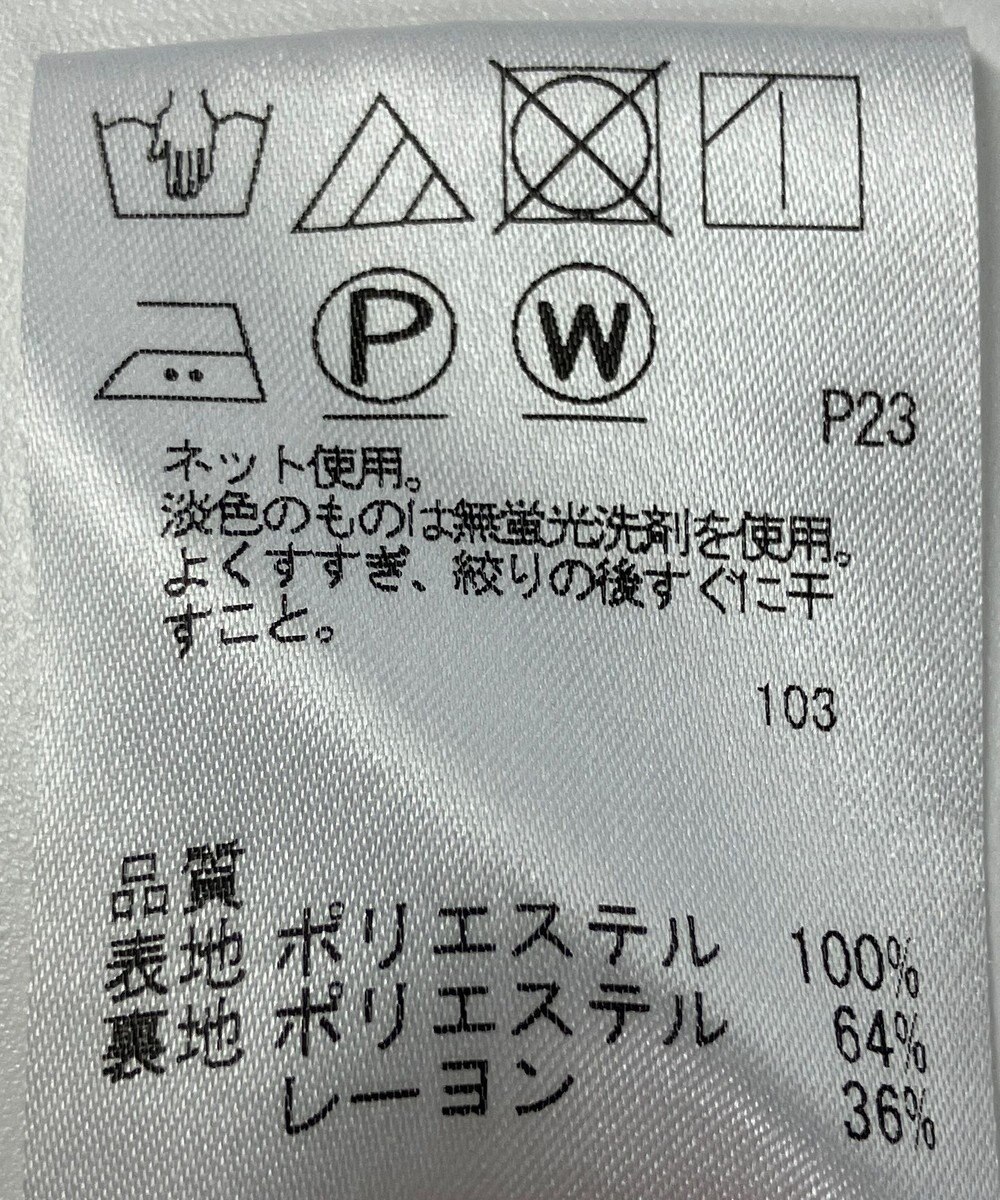 P
W
P23
ネット使用。
淡色のものは無蛍光洗剤を使用。
よくすすぎ、絞りの後すぐに干
すこと。
103
品質
表地 ポリエステル 100%
裏地 ポリエステル 64%
レーヨン 36%